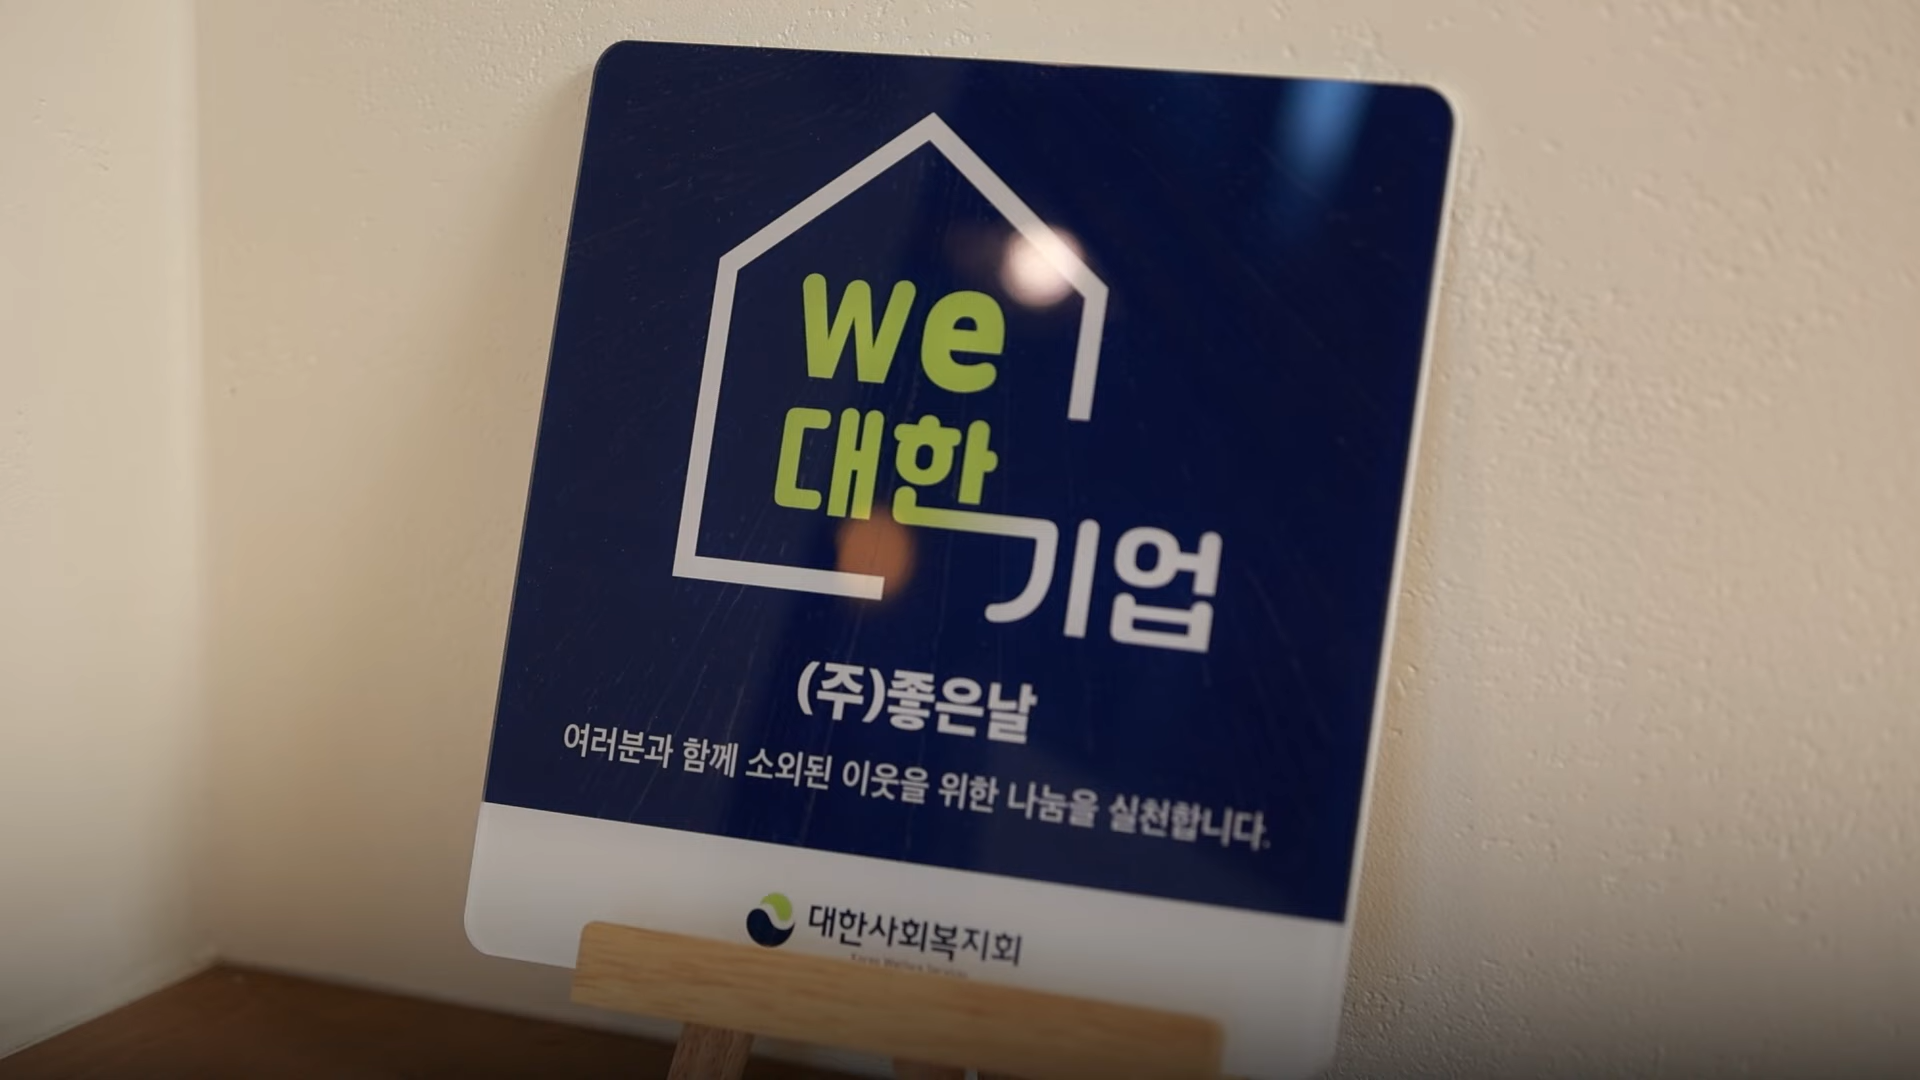 we
대한
기업
(주)좋은날
여러분과 함께 소외된 이웃을 위한 나눔을 실천합니다.
대한사회복지회